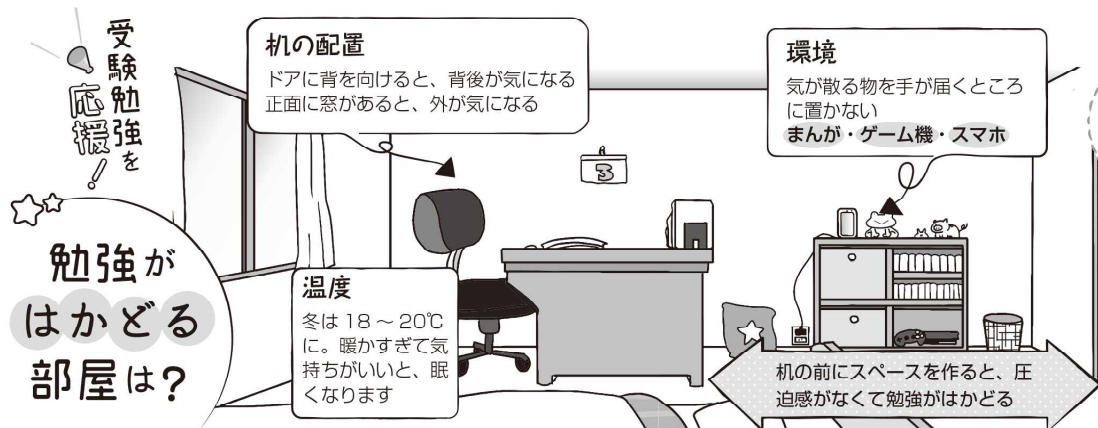 受験勉強を
応援！
勉強が
はかどる
部屋は？
机の配置
ドアに背を向けると、背後が気になる
正面に窓があると、外が気になる
温度
冬は 18 ～ 20℃
に。暖かすぎて気
持ちがいいと、眠
くなります
3
環境
気が散る物を手が届くところ
に置かない
まんが・ゲーム機・スマホ
机の前にスペースを作ると、圧
迫感がなくて勉強がはかどる